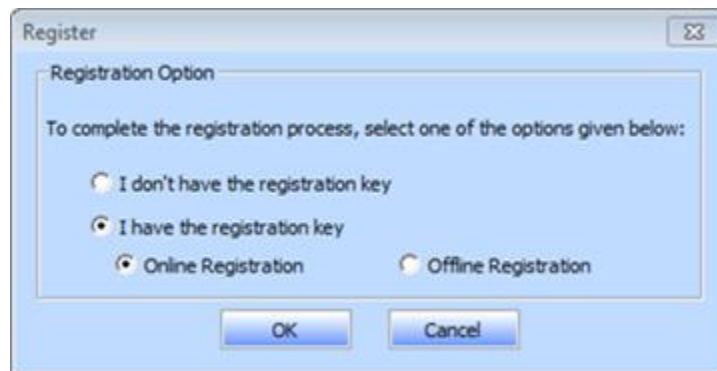 Register
Registration Option
To complete the registration process, select one of the options given below:
I don't have the registration key
I have the registration key
Online Registration Offline Registration
OK Cancel